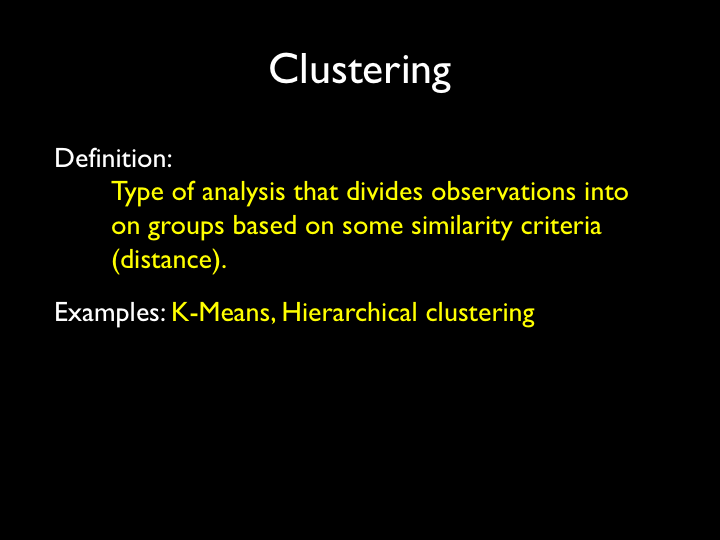 Clustering
Definition:
Type of analysis that divides observations into
on groups based on some similarity criteria
(distance).
Examples: K-Means, Hierarchical clustering